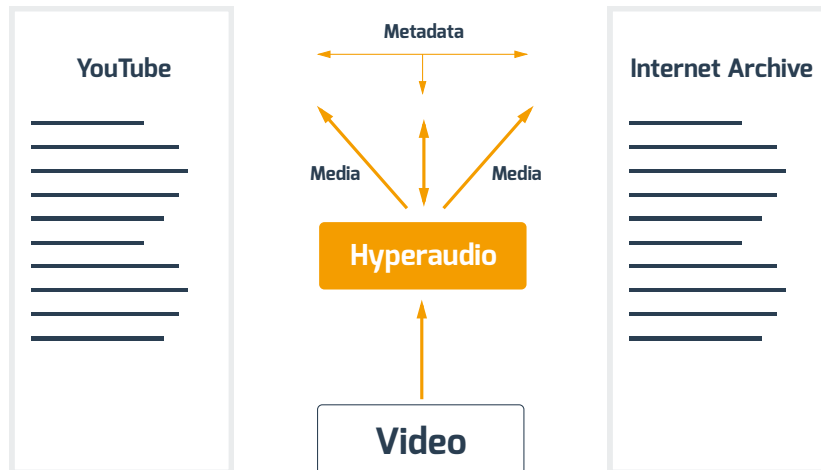 Metadata
YouTube
Internet Archive
Media
Media
Hyperaudio
Video